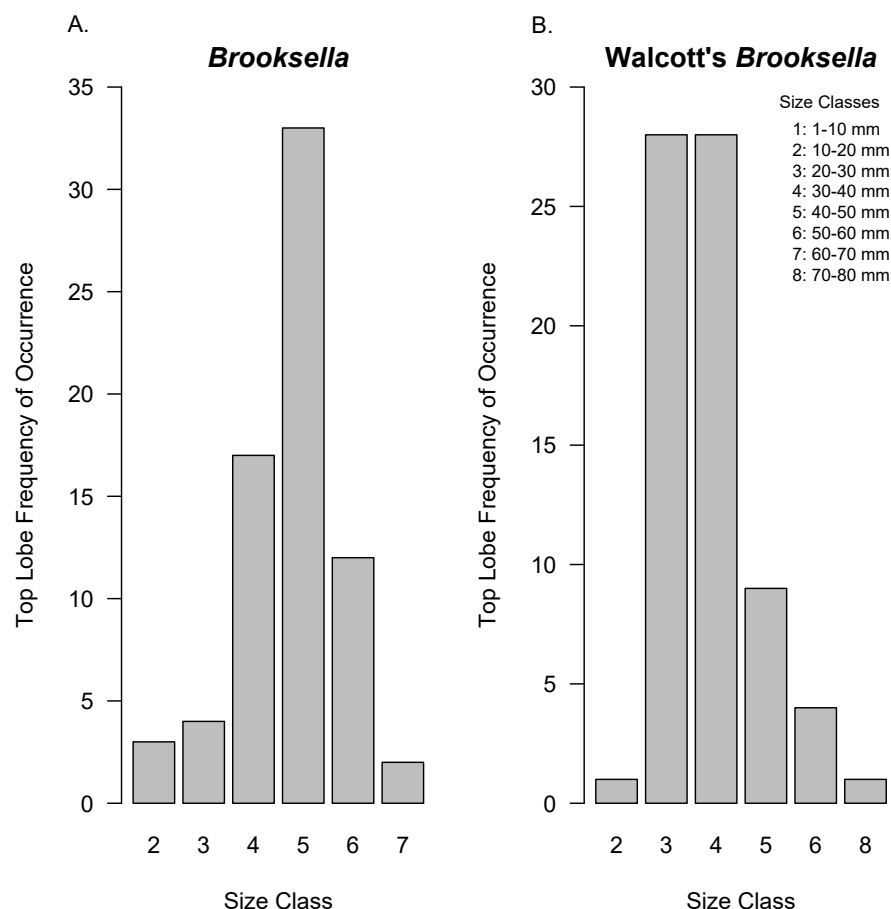 A.
Brooksella
35
30
25
20
15
10
5
0
Top Lobe Frequency of Occurrence
2 3 4 5 6 7
Size Class
B.
Walcott's Brooksella
30
25
20
15
10
5
0
Top Lobe Frequency of Occurrence
Size Classes
1: 1-10 mm
2: 10-20 mm
3: 20-30 mm
4: 30-40 mm
5: 40-50 mm
6: 50-60 mm
7: 60-70 mm
8: 70-80 mm
2 3 4 5 6 8
Size Class